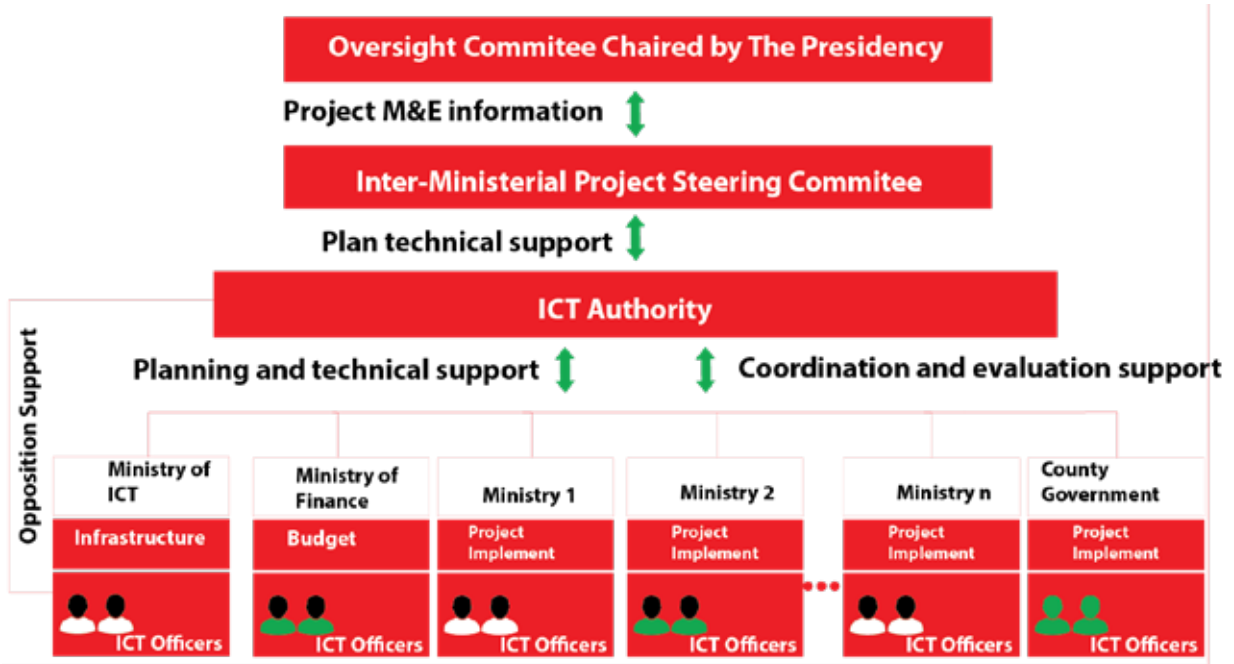 Oversight Commitee Chaired by The Presidency
Project M&E information
Inter-Ministerial Project Steering Commitee
Plan technical support
ICT Authority
Planning and technical support
Coordination and evaluation support
Opposition Support
Ministry of
ICT
Infrastructure
ICT Officers
Ministry of
Finance
Budget
ICT Officers
Ministry 1
Project
Implement
ICT Officers
Ministry 2
Project
Implement
ICT Officers
Ministry n
Project
Implement
ICT Officers
County
Government
Project
Implement
ICT Officers